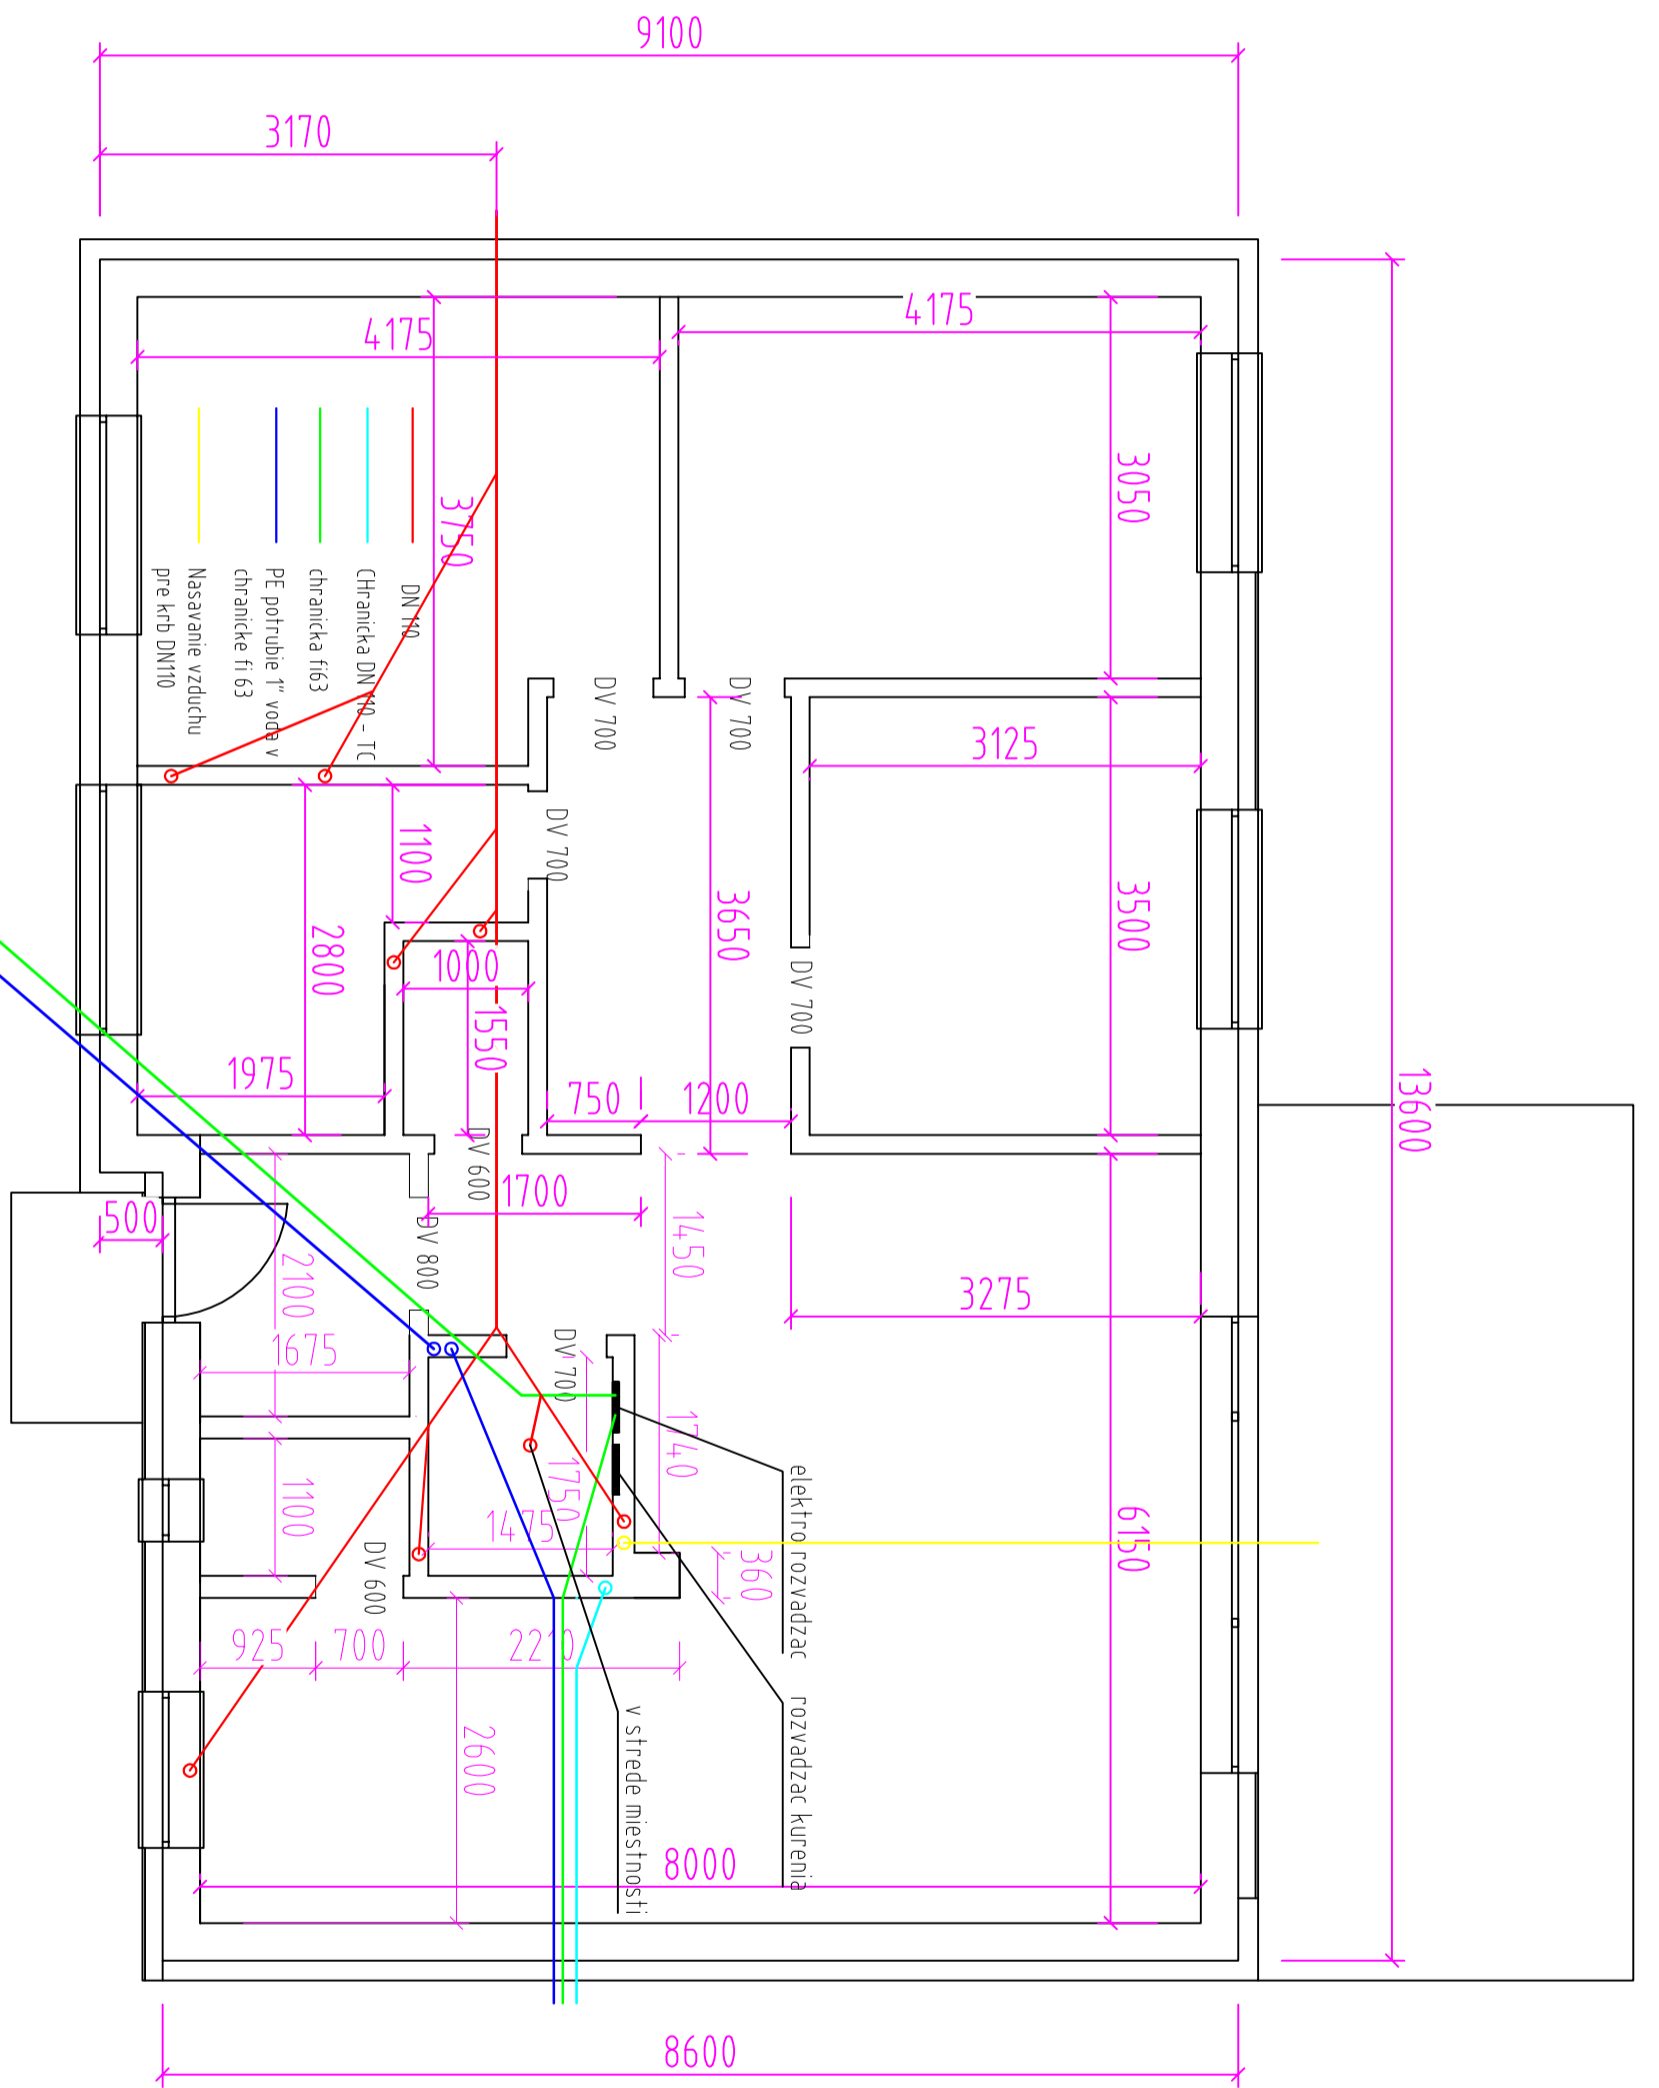 9100
3170
4175
4175
3050
3750
DN 110
CHranicka DN 110 - TC
chranicka fi63
PE potrubie 1" voda v
chranicke fi 63
Nasavanie vzduchu
pre krb DN110
DV 700
DV 700
3125
DV 700
1100
3650
3500
2800
1000
DV 700
1550
1975
750
1200
13600
DV 600
1700
500
DV 800
1450
2100
3275
1675
DV 700
1740
1750
1100
1475
6150
360
DV 600
elektro rozvadzac
rozvadzac kurenia
925
700
2210
v strede miestnosti
2600
8000
8600